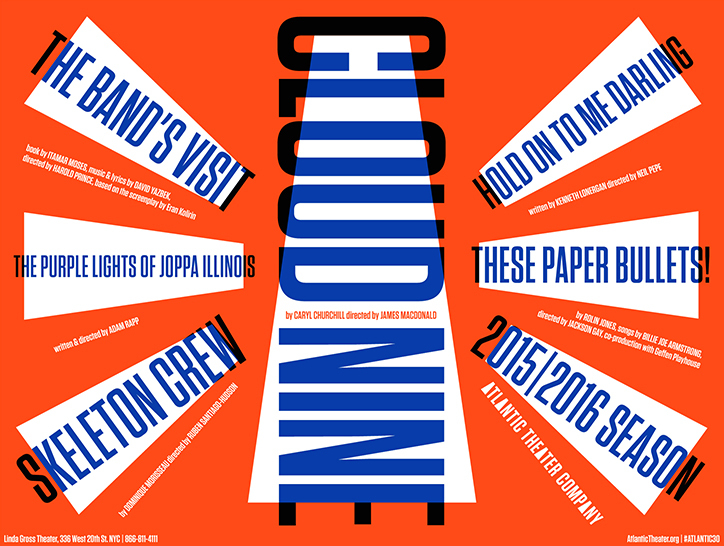 THE BAND'S VISIT
book by ITAMAR MOSES, music & lyrics by DAVID YAZBEK,
directed by HAROLD PRINCE, based on the screenplay by Eran Kolirin
THE PURPLE LIGHTS OF JOPPA ILLINOIS
written & directed by ADAM RAPP
SKELETON CREW
by DOMINIQUE MORISSEAU directed by RUBEN SANTIAGO-HUDSON
CLOUD NINE
by CARYL CHURCHILL directed by JAMES MACDONALD
HOLD ON TO ME DARLING
written by KENNETH LONERGAN directed by NEIL PEPE
THESE PAPER BULLETS!
by ROLIN JONES, songs by BILLIE JOE ARMSTRONG,
directed by JACKSON GAY, co-production with Geffen Playhouse
2015|2016 SEASON
ATLANTIC THEATER COMPANY
Linda Gross Theater, 336 West 20th St. NYC | 866-811-4111
AtlanticTheater.org | #ATLANTIC30